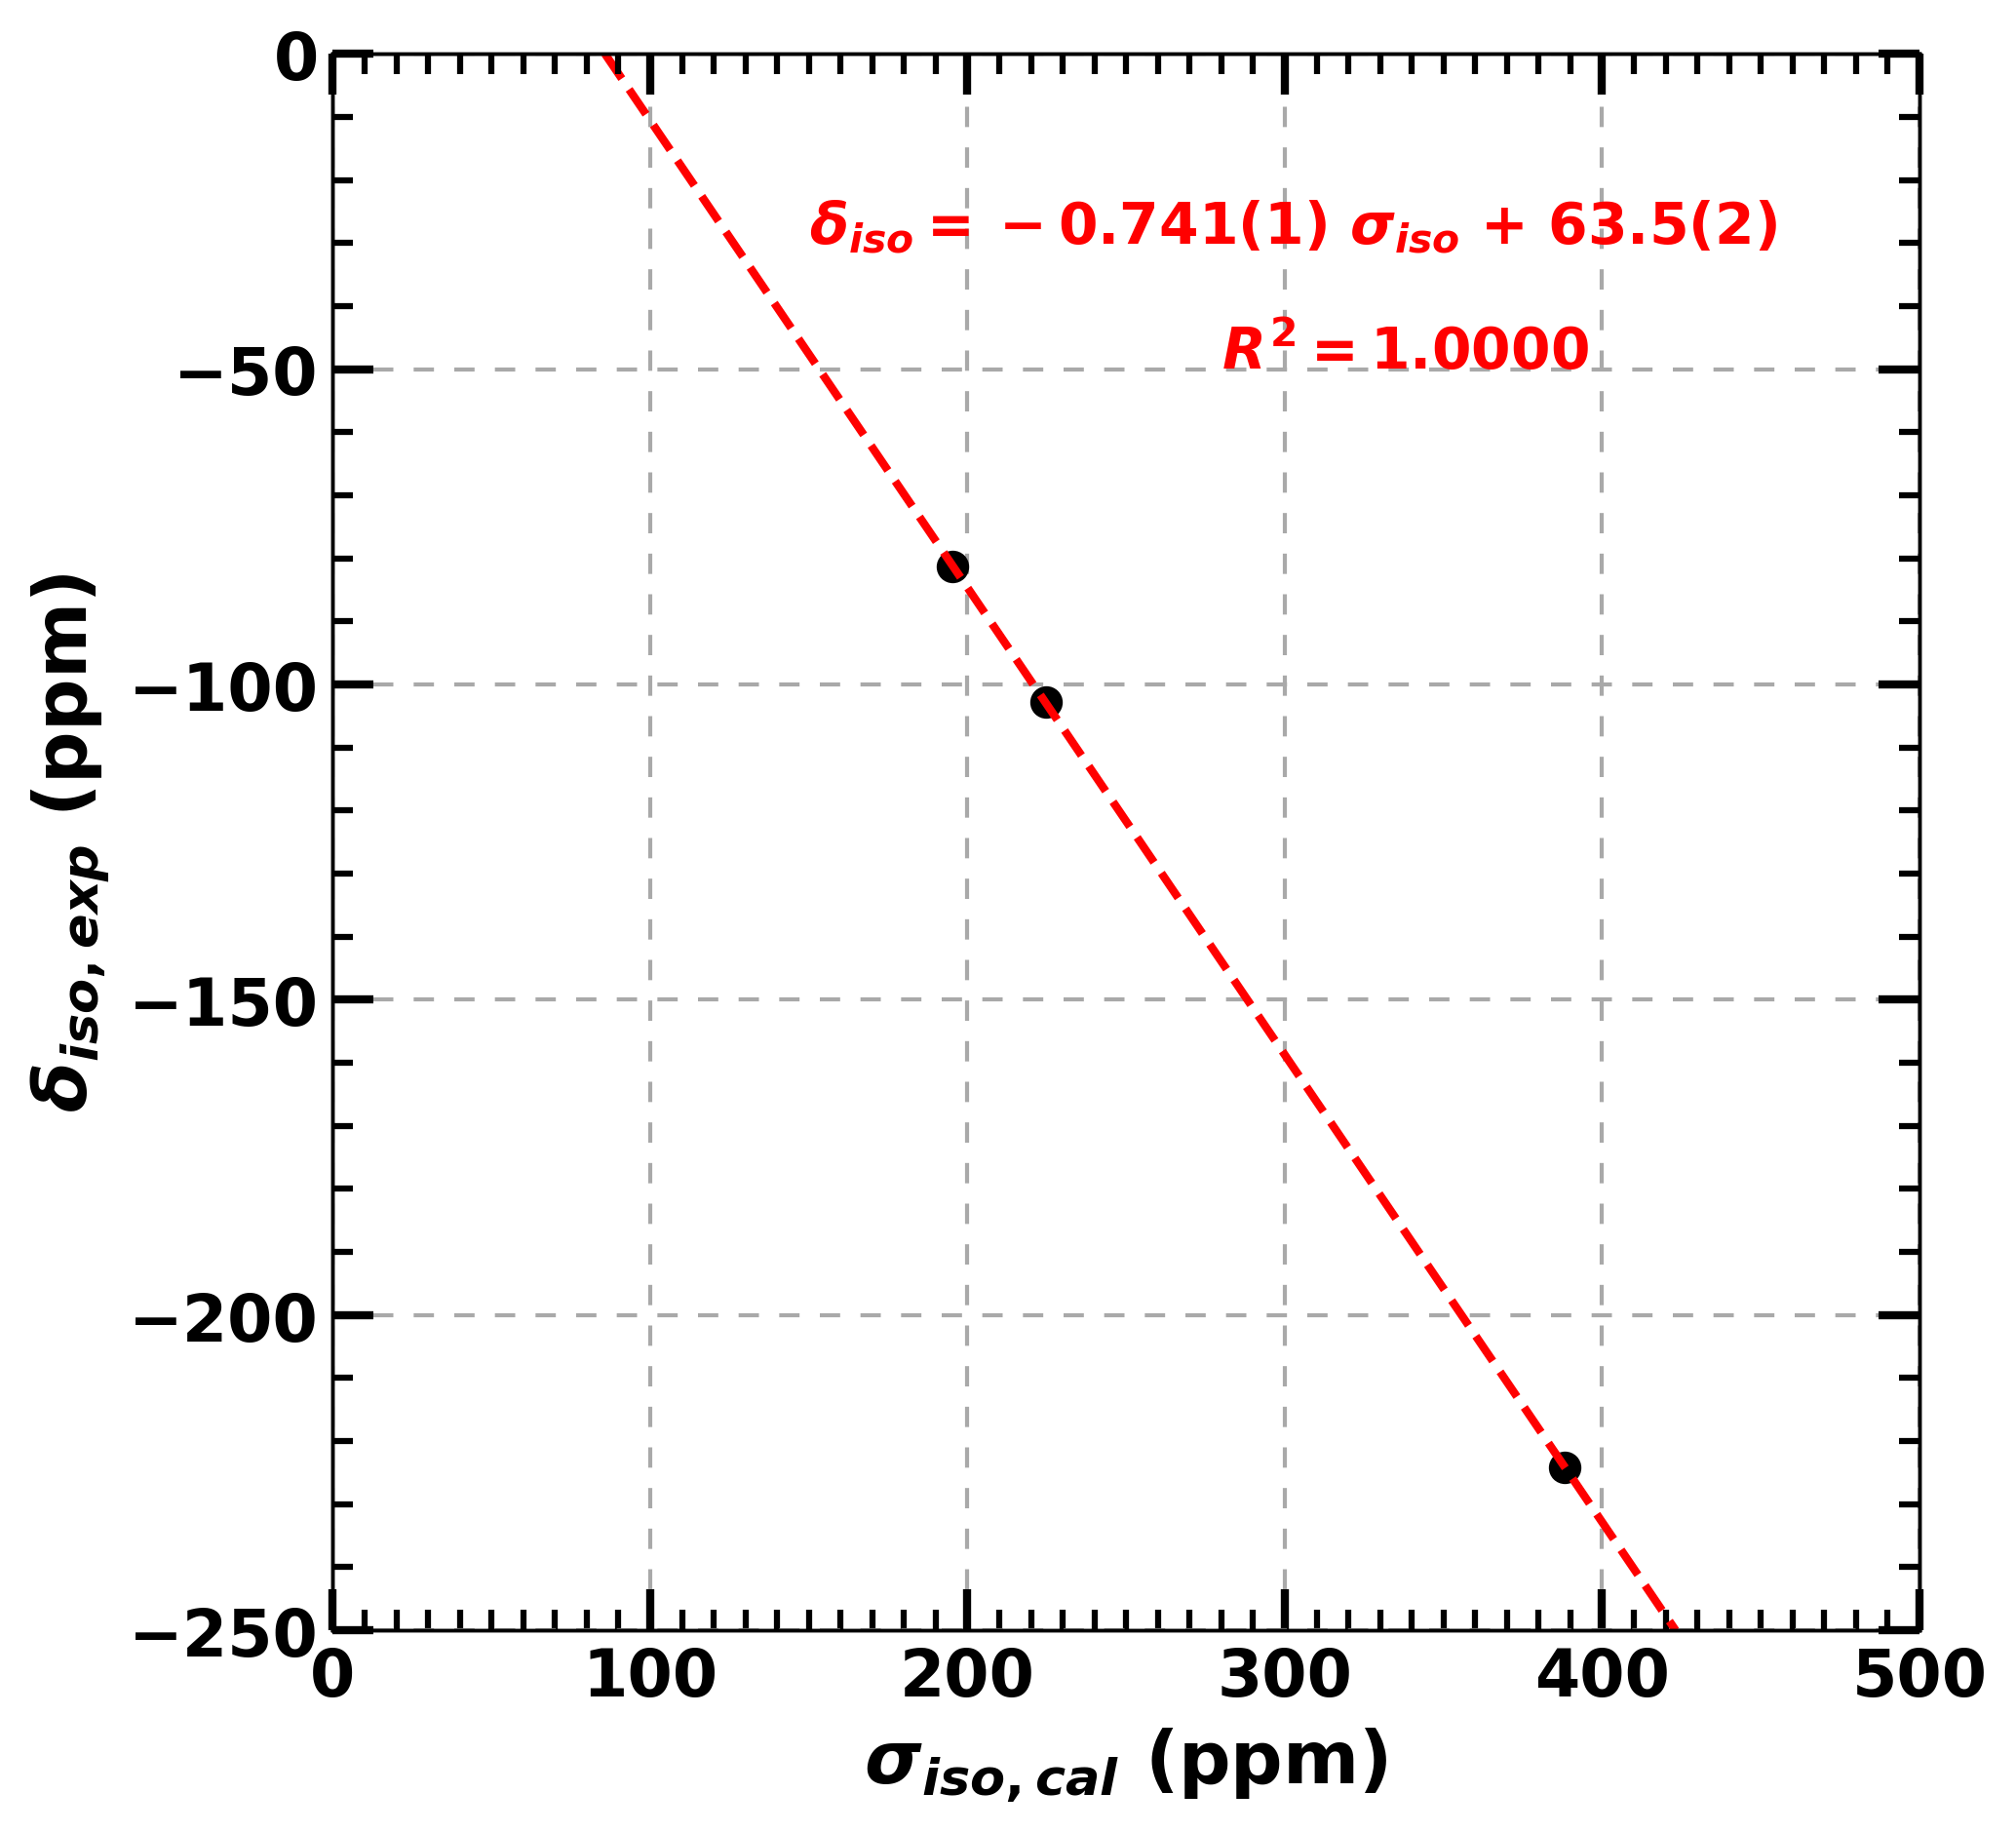 0
−50
−100
−150
−200
−250
δiso = − 0.741(1) σiso + 63.5(2)
R² = 1.0000
0 100 200 300 400 500
σiso, cal (ppm)
δiso, exp (ppm)